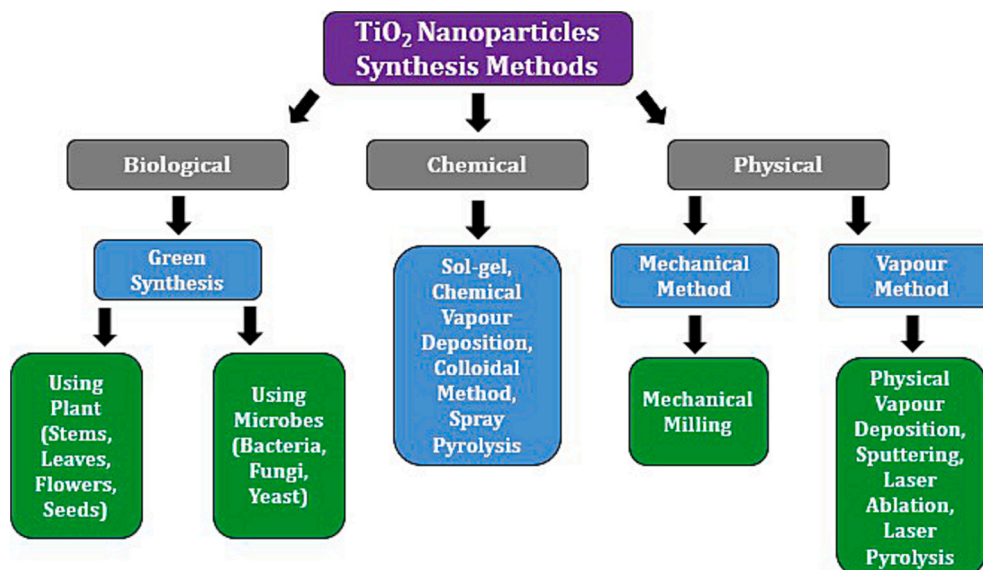 TiO₂ Nanoparticles
Synthesis Methods
Biological
Chemical
Physical
Green
Synthesis
Sol-gel,
Chemical
Vapour
Deposition,
Colloidal
Method,
Spray
Pyrolysis
Mechanical
Method
Vapour
Method
Using
Plant
(Stems,
Leaves,
Flowers,
Seeds)
Using
Microbes
(Bacteria,
Fungi,
Yeast)
Mechanical
Milling
Physical
Vapour
Deposition,
Sputtering,
Laser
Ablation,
Laser
Pyrolysis